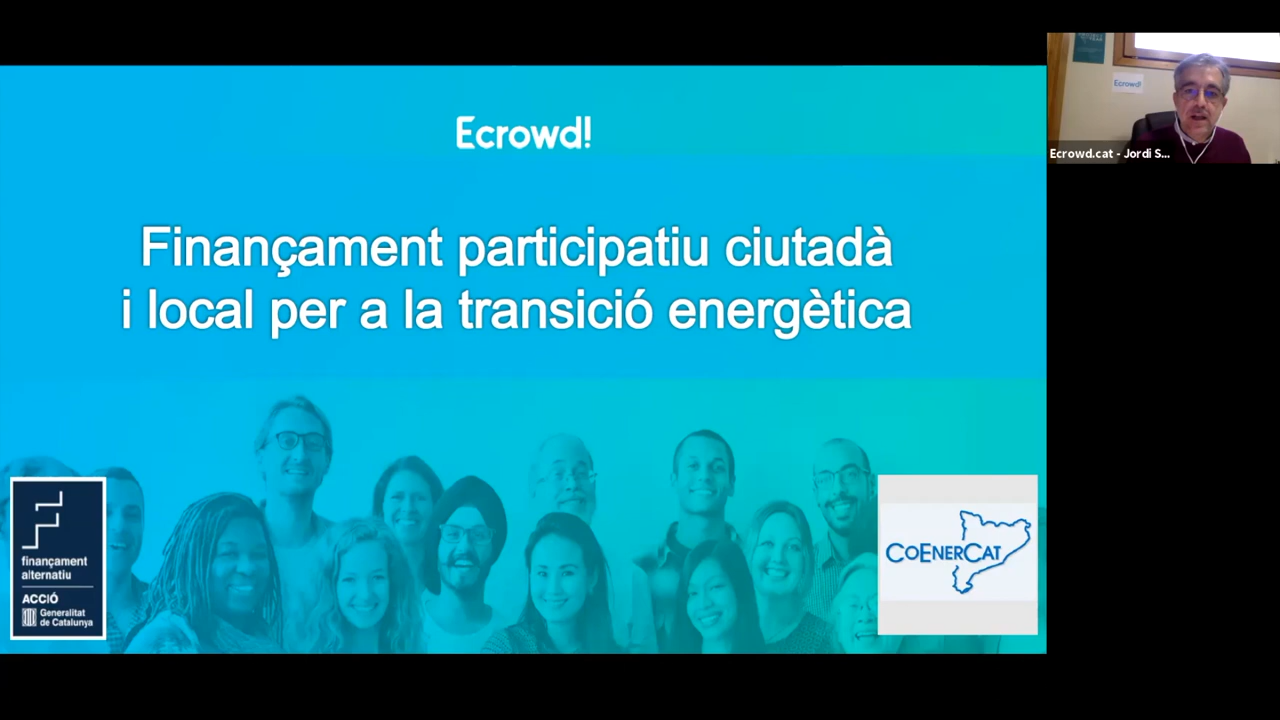 Ecrowd!
Finançament participatiu ciutadà
i local per a la transició energètica
finançament
alternatiu
ACCIÓ
Generalitat
de Catalunya
COENERCAT
Ecrowd!
Ecrowd.cat - Jordi S...